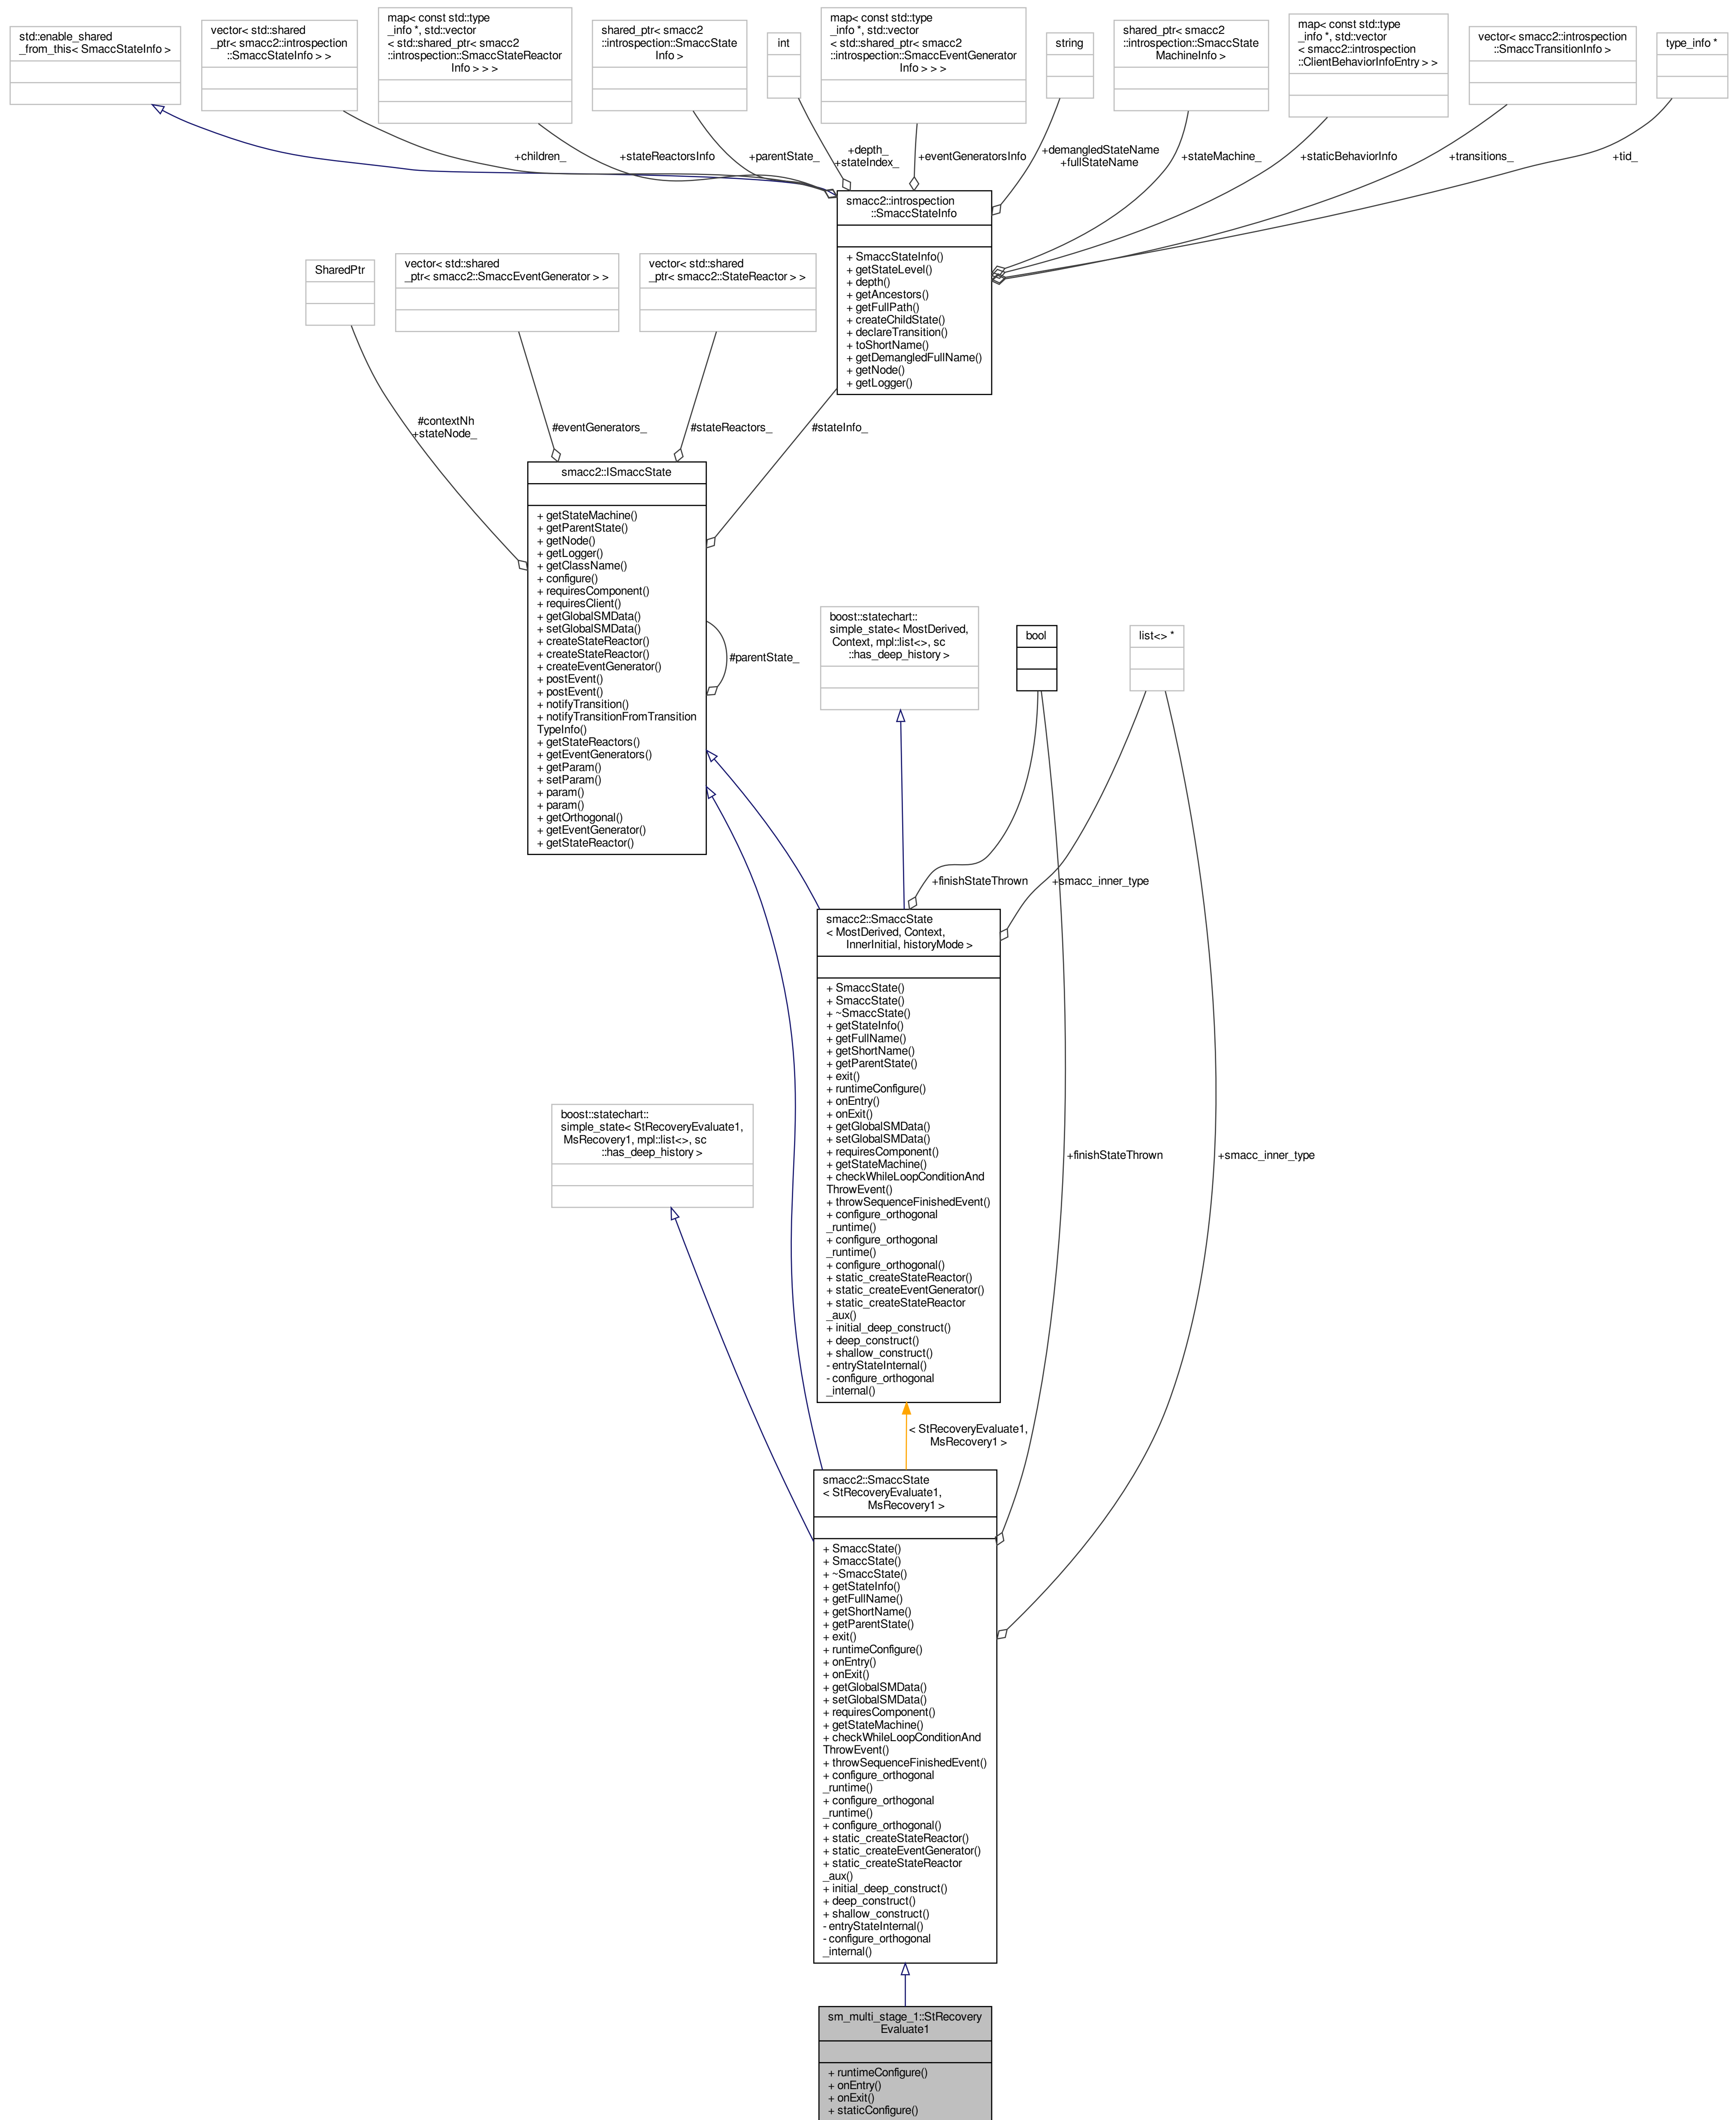 std::enable_shared
_from_this< SmaccStateInfo >
vector< std::shared
_ptr< smacc2::introspection
::SmaccStateInfo > >
map< const std::type
_info *, std::vector
< std::shared_ptr< smacc2
::introspection::SmaccStateReactor
Info > > >
shared_ptr< smacc2
::introspection::SmaccState
Info >
int
map< const std::type
_info *, std::vector
< std::shared_ptr< smacc2
::introspection::SmaccEventGenerator
Info > > >
string
shared_ptr< smacc2
::introspection::SmaccState
MachineInfo >
map< const std::type
_info *, std::vector
< smacc2::introspection
::ClientBehaviorInfoEntry > >
vector< smacc2::introspection
::SmaccTransitionInfo >
type_info *
+children_
+stateReactorsInfo
+parentState_
+depth_
+stateIndex_
+eventGeneratorsInfo
+demangledStateName
+fullStateName
+stateMachine_
+staticBehaviorInfo
+transitions_
+tid_
smacc2::introspection
::SmaccStateInfo
+ SmaccStateInfo()
+ getStateLevel()
+ depth()
+ getAncestors()
+ getFullPath()
+ createChildState()
+ declareTransition()
+ toShortName()
+ getDemangledFullName()
+ getNode()
+ getLogger()
SharedPtr
vector< std::shared
_ptr< smacc2::SmaccEventGenerator > >
vector< std::shared
_ptr< smacc2::StateReactor > >
#contextNh
+stateNode_
#eventGenerators_
#stateReactors_
#stateInfo_
smacc2::ISmaccState
+ getStateMachine()
+ getParentState()
+ getNode()
+ getLogger()
+ getClassName()
+ configure()
+ requiresComponent()
+ requiresClient()
+ getGlobalSMData()
+ setGlobalSMData()
+ createStateReactor()
+ createStateReactor()
+ createEventGenerator()
+ postEvent()
+ postEvent()
+ notifyTransition()
+ notifyTransitionFromTransition
TypeInfo()
+ getStateReactors()
+ getEventGenerators()
+ getParam()
+ setParam()
+ param()
+ param()
+ getOrthogonal()
+ getEventGenerator()
+ getStateReactor()
#parentState_
boost::statechart::
simple_state< MostDerived,
Context, mpl::list<>, sc
::has_deep_history >
bool
list<> *
+finishStateThrown
+smacc_inner_type
smacc2::SmaccState
< MostDerived, Context,
InnerInitial, historyMode >
+ SmaccState()
+ SmaccState()
+ ~SmaccState()
+ getStateInfo()
+ getFullName()
+ getShortName()
+ getParentState()
+ exit()
+ runtimeConfigure()
+ onEntry()
+ onExit()
+ getGlobalSMData()
+ setGlobalSMData()
+ requiresComponent()
+ getStateMachine()
+ checkWhileLoopConditionAnd
ThrowEvent()
+ throwSequenceFinishedEvent()
+ configure_orthogonal
_runtime()
+ configure_orthogonal
_runtime()
+ configure_orthogonal()
+ static_createStateReactor()
+ static_createEventGenerator()
+ static_createStateReactor
_aux()
+ initial_deep_construct()
+ deep_construct()
+ shallow_construct()
- entryStateInternal()
- configure_orthogonal
_internal()
boost::statechart::
simple_state< StRecoveryEvaluate1,
MsRecovery1, mpl::list<>, sc
::has_deep_history >
+finishStateThrown
+smacc_inner_type
< StRecoveryEvaluate1,
MsRecovery1 >
smacc2::SmaccState
< StRecoveryEvaluate1,
MsRecovery1 >
+ SmaccState()
+ SmaccState()
+ ~SmaccState()
+ getStateInfo()
+ getFullName()
+ getShortName()
+ getParentState()
+ exit()
+ runtimeConfigure()
+ onEntry()
+ onExit()
+ getGlobalSMData()
+ setGlobalSMData()
+ requiresComponent()
+ getStateMachine()
+ checkWhileLoopConditionAnd
ThrowEvent()
+ throwSequenceFinishedEvent()
+ configure_orthogonal
_runtime()
+ configure_orthogonal
_runtime()
+ configure_orthogonal()
+ static_createStateReactor()
+ static_createEventGenerator()
+ static_createStateReactor
_aux()
+ initial_deep_construct()
+ deep_construct()
+ shallow_construct()
- entryStateInternal()
- configure_orthogonal
_internal()
sm_multi_stage_1::StRecovery
Evaluate1
+ runtimeConfigure()
+ onEntry()
+ onExit()
+ staticConfigure()